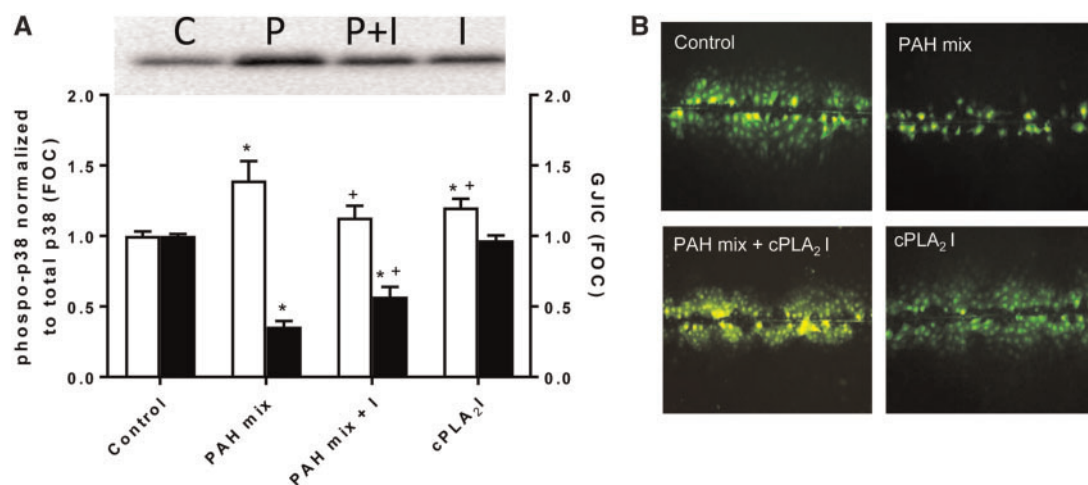 A
C P P+I I
phospo-p38 normalized
to total p38 (FOC)
2.0
1.5
1.0
0.5
0.0
* * + * + * +
2.0
1.5
1.0
0.5
0.0
GJIC (FOC)
Control
PAH mix
PAH mix + I
cPLA₂I
B
Control
PAH mix
PAH mix + cPLA₂ I
cPLA₂ I